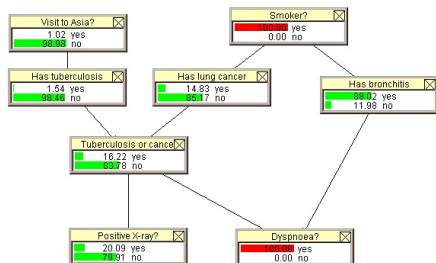 Visit to Asia?
1.02 yes
98.98 no
Smoker?
100.00 yes
0.00 no
Has tuberculosis
1.54 yes
98.46 no
Has lung cancer
14.83 yes
85.17 no
Has bronchitis
88.02 yes
11.98 no
Tuberculosis or cance
16.22 yes
83.78 no
Positive X-ray?
20.09 yes
79.91 no
Dyspnoea?
100.00 yes
0.00 no